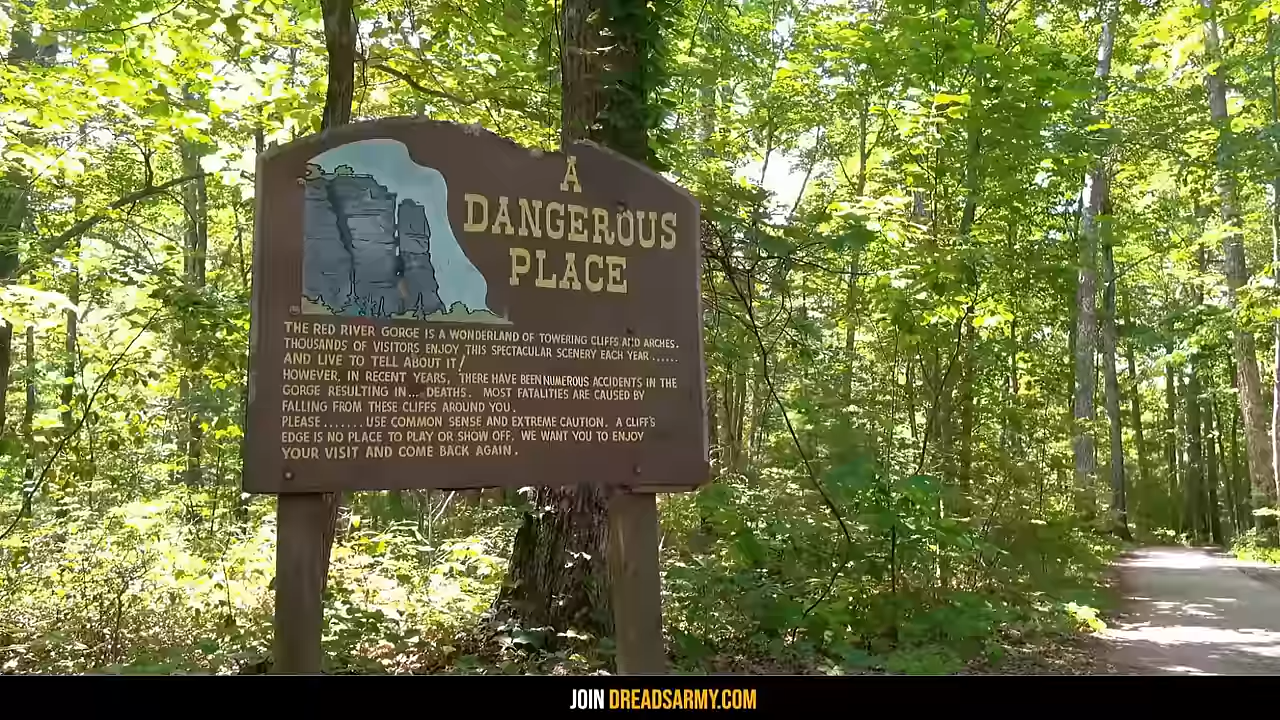 A
DANGEROUS
PLACE
THE RED RIVER GORGE IS A WONDERLAND OF TOWERING CLIFFS AND ARCHES.
THOUSANDS OF VISITORS ENJOY THIS SPECTACULAR SCENERY EACH YEAR ......
AND LIVE TO TELL ABOUT IT!
HOWEVER, IN RECENT YEARS, THERE HAVE BEEN NUMEROUS ACCIDENTS IN THE
GORGE RESULTING IN... DEATHS. MOST FATALITIES ARE CAUSED BY
FALLING FROM THESE CLIFFS AROUND YOU.
PLEASE.......USE COMMON SENSE AND EXTREME CAUTION. A CLIFF'S
EDGE IS NO PLACE TO PLAY OR SHOW OFF. WE WANT YOU TO ENJOY
YOUR VISIT AND COME BACK AGAIN.
JOIN DREADSARMY.COM